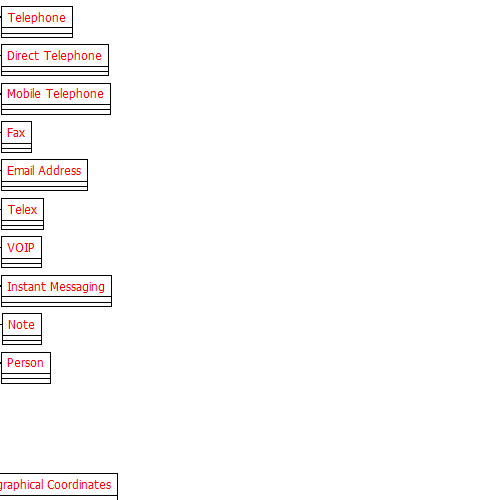 Telephone
Direct Telephone
Mobile Telephone
Fax
Email Address
Telex
VOIP
Instant Messaging
Note
Person
graphical Coordinates